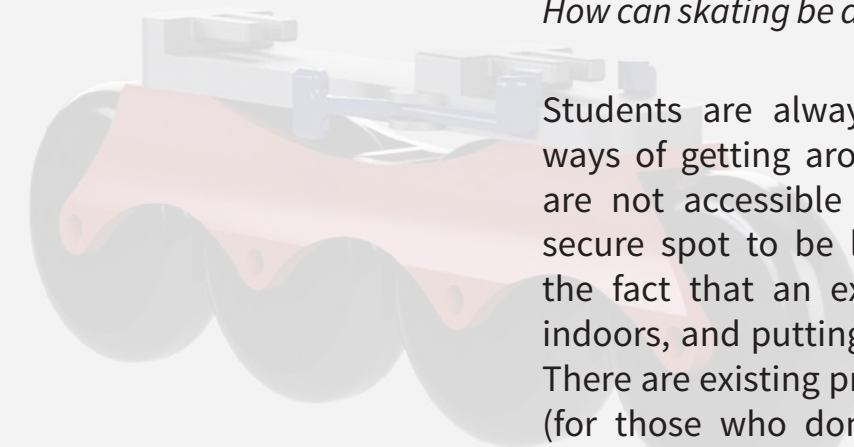 How can skating be a
Students are alway
ways of getting aro
are not accessible
secure spot to be l
the fact that an ex
indoors, and putting
There are existing pr
(for those who don